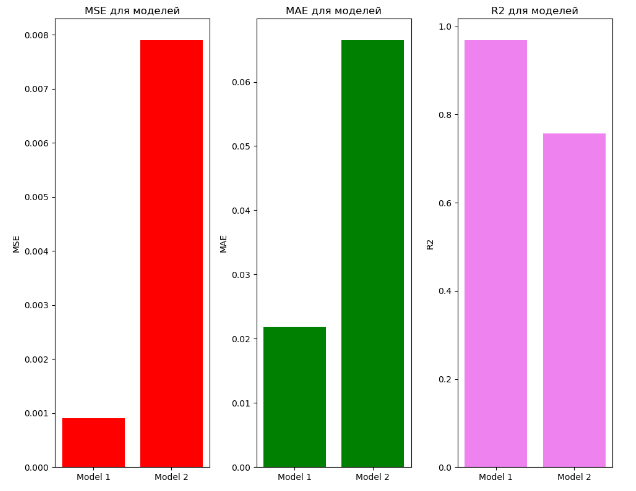 MSE для моделей
MAE для моделей
R2 для моделей
MSE
0.008
0.007
0.006
0.005
0.004
0.003
0.002
0.001
0.000
Model 1 Model 2
MAE
0.06
0.05
0.04
0.03
0.02
0.01
0.00
Model 1 Model 2
R2
1.0
0.8
0.6
0.4
0.2
0.0
Model 1 Model 2